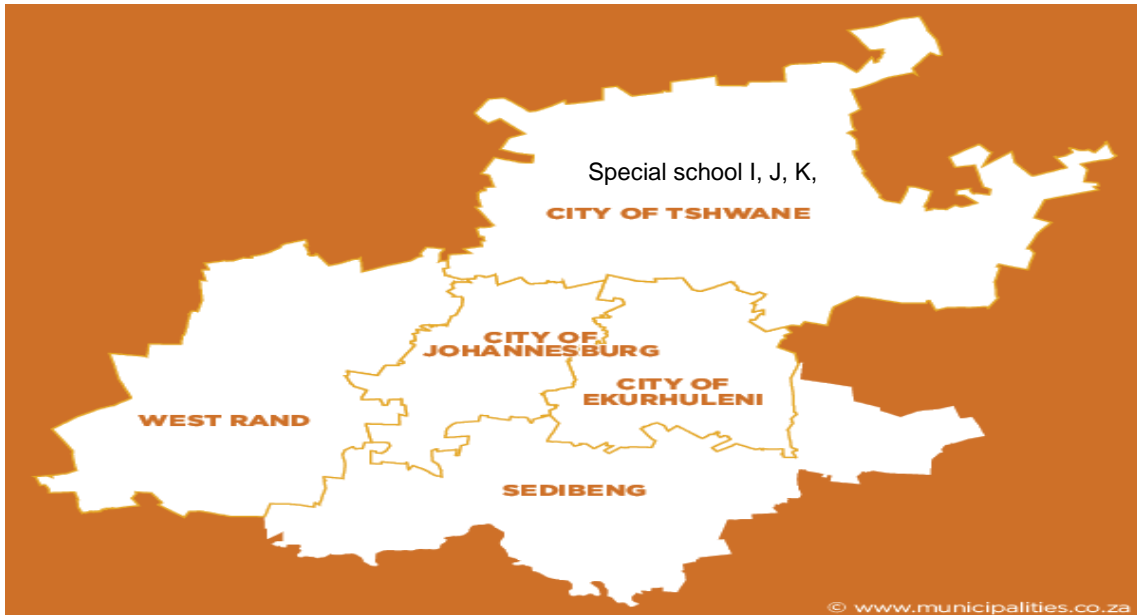 Special school I, J, K,
CITY OF TSHWANE
CITY OF
JOHANNESBURG
CITY OF
EKURHULENI
WEST RAND
SEDIBENG
© www.municipalities.co.za